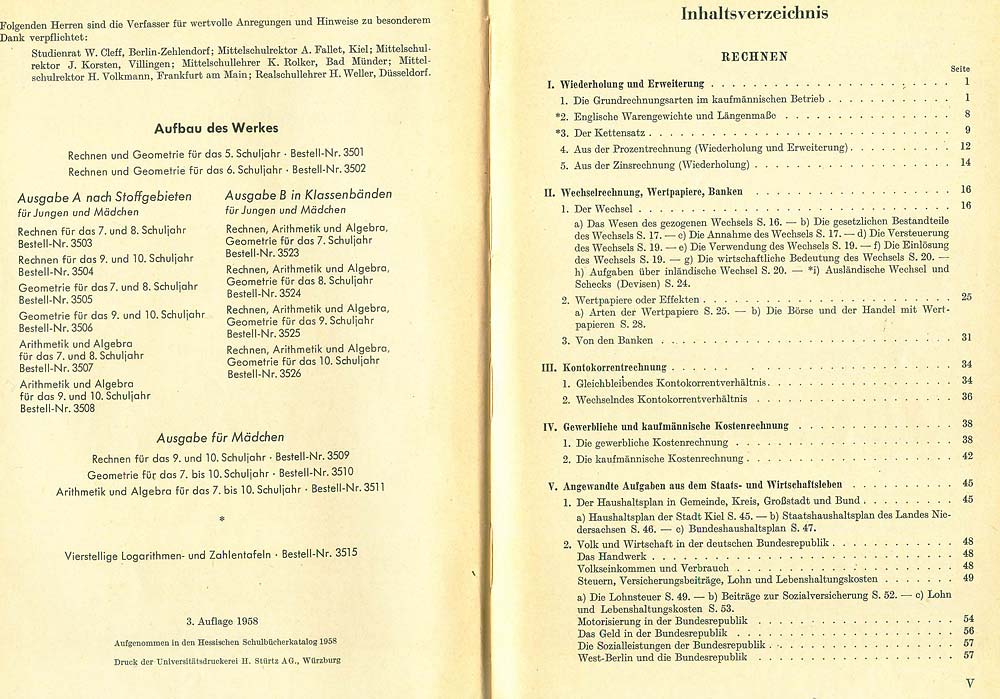 Folgenden Herren sind die Verfasser für wertvolle Anregungen und Hinweise zu besonderem
Dank verpflichtet:
Studienrat W. Cleff, Berlin-Zehlendorf; Mittelschulrektor A. Fallet, Kiel; Mittelschul-
rektor J. Korsten, Villingen; Mittelschullehrer K. Rolker, Bad Münder; Mittel-
schulrektor H. Volkmann, Frankfurt am Main; Realschullehrer H. Weller, Düsseldorf.
Aufbau des Werkes
Rechnen und Geometrie für das 5. Schuljahr · Bestell-Nr. 3501
Rechnen und Geometrie für das 6. Schuljahr · Bestell-Nr. 3502
Ausgabe A nach Stoffgebieten
für Jungen und Mädchen
Rechnen für das 7. und 8. Schuljahr
Bestell-Nr. 3503
Rechnen für das 9. und 10. Schuljahr
Bestell-Nr. 3504
Geometrie für das 7. und 8. Schuljahr
Bestell-Nr. 3505
Geometrie für das 9. und 10. Schuljahr
Bestell-Nr. 3506
Arithmetik und Algebra
für das 7. und 8. Schuljahr
Bestell-Nr. 3507
Arithmetik und Algebra
für das 9. und 10. Schuljahr
Bestell-Nr. 3508
Ausgabe B in Klassenbänden
für Jungen und Mädchen
Rechnen, Arithmetik und Algebra,
Geometrie für das 7. Schuljahr
Bestell-Nr. 3523
Rechnen, Arithmetik und Algebra,
Geometrie für das 8. Schuljahr
Bestell-Nr. 3524
Rechnen, Arithmetik und Algebra,
Geometrie für das 9. Schuljahr
Bestell-Nr. 3525
Rechnen, Arithmetik und Algebra,
Geometrie für das 10. Schuljahr
Bestell-Nr. 3526
Ausgabe für Mädchen
Rechnen für das 9. und 10. Schuljahr · Bestell-Nr. 3509
Geometrie für das 7. bis 10. Schuljahr · Bestell-Nr. 3510
Arithmetik und Algebra für das 7. bis 10. Schuljahr · Bestell-Nr. 3511
*
Vierstellige Logarithmen- und Zahlentafeln · Bestell-Nr. 3515
3. Auflage 1958
Aufgenommen in den Hessischen Schulbücherkatalog 1958
Druck der Universitätsdruckerei H. Stürtz AG., Würzburg
Inhaltsverzeichnis
RECHNEN
Seite
I. Wiederholung und Erweiterung . . . . . 1
1. Die Grundrechnungsarten im kaufmännischen Betrieb . . . . . 1
*2. Englische Warengewichte und Längenmaße . . . . . 8
*3. Der Kettensatz . . . . . 9
4. Aus der Prozentrechnung (Wiederholung und Erweiterung) . . . . . 12
5. Aus der Zinsrechnung (Wiederholung) . . . . . 14
II. Wechselrechnung, Wertpapiere, Banken . . . . . 16
1. Der Wechsel . . . . . 16
a) Das Wesen des gezogenen Wechsels S. 16. — b) Die gesetzlichen Bestandteile
des Wechsels S. 17. — c) Die Annahme des Wechsels S. 17. — d) Die Versteuerung
des Wechsels S. 19. — e) Die Verwendung des Wechsels S. 19. — f) Die Einlösung
des Wechsels S. 19. — g) Die wirtschaftliche Bedeutung des Wechsels S. 20. —
h) Aufgaben über inländische Wechsel S. 20. — *i) Ausländische Wechsel und
Schecks (Devisen) S. 24.
2. Wertpapiere oder Effekten . . . . . 25
a) Arten der Wertpapiere S. 25. — b) Die Börse und der Handel mit Wert-
papieren S. 28.
3. Von den Banken . . . . . 31
III. Kontokorrentrechnung . . . . . 34
1. Gleichbleibendes Kontokorrentverhältnis . . . . . 34
2. Wechselndes Kontokorrentverhältnis . . . . . 36
IV. Gewerbliche und kaufmännische Kostenrechnung . . . . . 38
1. Die gewerbliche Kostenrechnung . . . . . 38
2. Die kaufmännische Kostenrechnung . . . . . 42
V. Angewandte Aufgaben aus dem Staats- und Wirtschaftsleben . . . . . 45
1. Der Haushaltsplan in Gemeinde, Kreis, Großstadt und Bund . . . . . 45
a) Haushaltsplan der Stadt Kiel S. 45. — b) Staatshaushaltsplan des Landes Nie-
dersachsen S. 46. — c) Bundeshaushaltsplan S. 47.
2. Volk und Wirtschaft in der deutschen Bundesrepublik . . . . . 48
Das Handwerk . . . . . 48
Volkseinkommen und Verbrauch . . . . . 48
Steuern, Versicherungsbeiträge, Lohn und Lebenshaltungskosten . . . . . 49
a) Die Lohnsteuer S. 49. — b) Beiträge zur Sozialversicherung S. 52. — c) Lohn
und Lebenshaltungskosten S. 53.
Motorisierung in der Bundesrepublik . . . . . 54
Das Geld in der Bundesrepublik . . . . . 56
Die Sozialleistungen der Bundesrepublik . . . . . 57
West-Berlin und die Bundesrepublik . . . . . 57
V